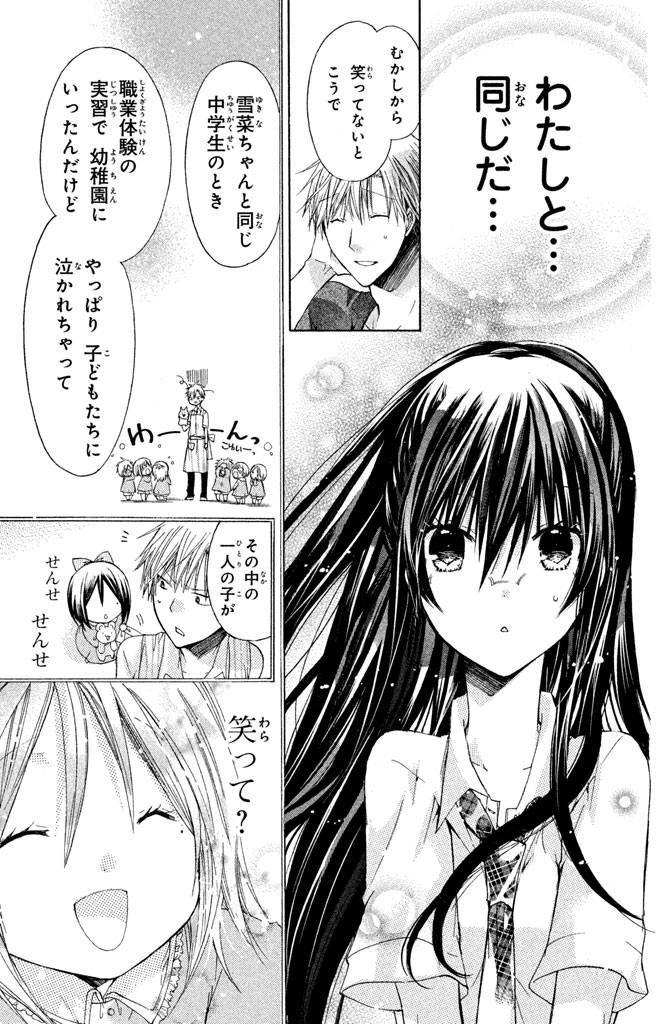 わたしと…
同じだ…
むかしから
笑ってないと
こうで
雪菜ちゃんと同じ
中学生のとき
職業体験の
実習で 幼稚園に
いったんだけど
やっぱり 子どもたちに
泣かれちゃって
ゆーーんっ
こわいーっ
その中の
一人の子が
せんせ
せんせ
笑って?